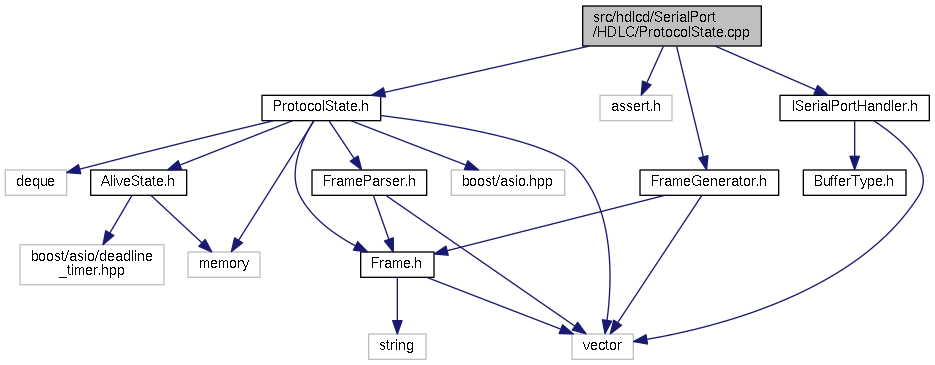 src/hdlcd/SerialPort
/HDLC/ProtocolState.cpp
ProtocolState.h
assert.h
ISerialPortHandler.h
deque
AliveState.h
FrameParser.h
boost/asio.hpp
FrameGenerator.h
BufferType.h
boost/asio/deadline
_timer.hpp
memory
Frame.h
string
vector